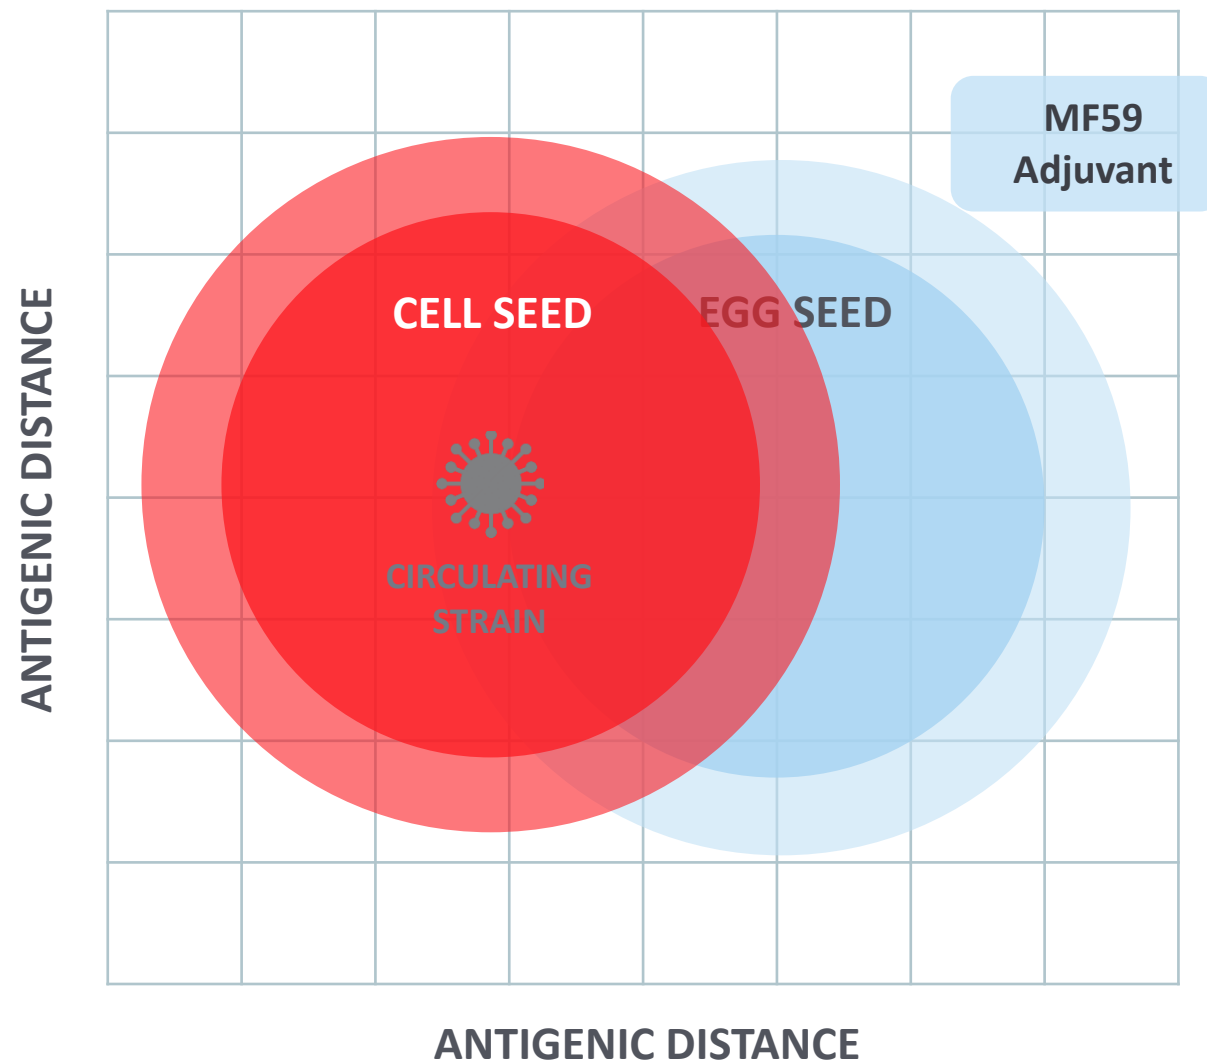 MF59
Adjuvant
CELL SEED
EGG SEED
CIRCULATING
STRAIN
ANTIGENIC DISTANCE
ANTIGENIC DISTANCE